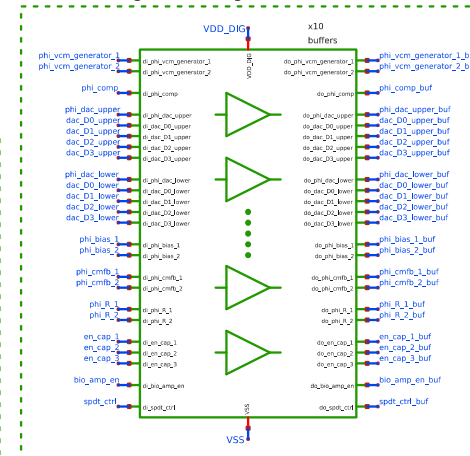 VDD_DIG
x10
buffers
VDD_DIG
phi_vcm_generator_1 di_phi_vcm_generator_1 do_phi_vcm_generator_1 phi_vcm_generator_1_b
phi_vcm_generator_2 di_phi_vcm_generator_2 do_phi_vcm_generator_2 phi_vcm_generator_2_b
phi_comp di_phi_comp do_phi_comp phi_comp_buf
phi_dac_upper di_phi_dac_upper do_phi_dac_upper phi_dac_upper_buf
dac_D0_upper di_dac_D0_upper do_dac_D0_upper dac_D0_upper_buf
dac_D1_upper di_dac_D1_upper do_dac_D1_upper dac_D1_upper_buf
dac_D2_upper di_dac_D2_upper do_dac_D2_upper dac_D2_upper_buf
dac_D3_upper di_dac_D3_upper do_dac_D3_upper dac_D3_upper_buf
phi_dac_lower di_phi_dac_lower do_phi_dac_lower phi_dac_lower_buf
dac_D0_lower di_dac_D0_lower do_dac_D0_lower dac_D0_lower_buf
dac_D1_lower di_dac_D1_lower do_dac_D1_lower dac_D1_lower_buf
dac_D2_lower di_dac_D2_lower do_dac_D2_lower dac_D2_lower_buf
dac_D3_lower di_dac_D3_lower do_dac_D3_lower dac_D3_lower_buf
phi_bias_1 di_phi_bias_1 do_phi_bias_1 phi_bias_1_buf
phi_bias_2 di_phi_bias_2 do_phi_bias_2 phi_bias_2_buf
phi_cmfb_1 di_phi_cmfb_1 do_phi_cmfb_1 phi_cmfb_1_buf
phi_cmfb_2 di_phi_cmfb_2 do_phi_cmfb_2 phi_cmfb_2_buf
phi_R_1 di_phi_R_1 do_phi_R_1 phi_R_1_buf
phi_R_2 di_phi_R_2 do_phi_R_2 phi_R_2_buf
en_cap_1 di_en_cap_1 do_en_cap_1 en_cap_1_buf
en_cap_2 di_en_cap_2 do_en_cap_2 en_cap_2_buf
en_cap_3 di_en_cap_3 do_en_cap_3 en_cap_3_buf
bio_amp_en di_bio_amp_en do_bio_amp_en bio_amp_en_buf
spdt_ctrl di_spdt_ctrl do_spdt_ctrl spdt_ctrl_buf
VSS
VSS